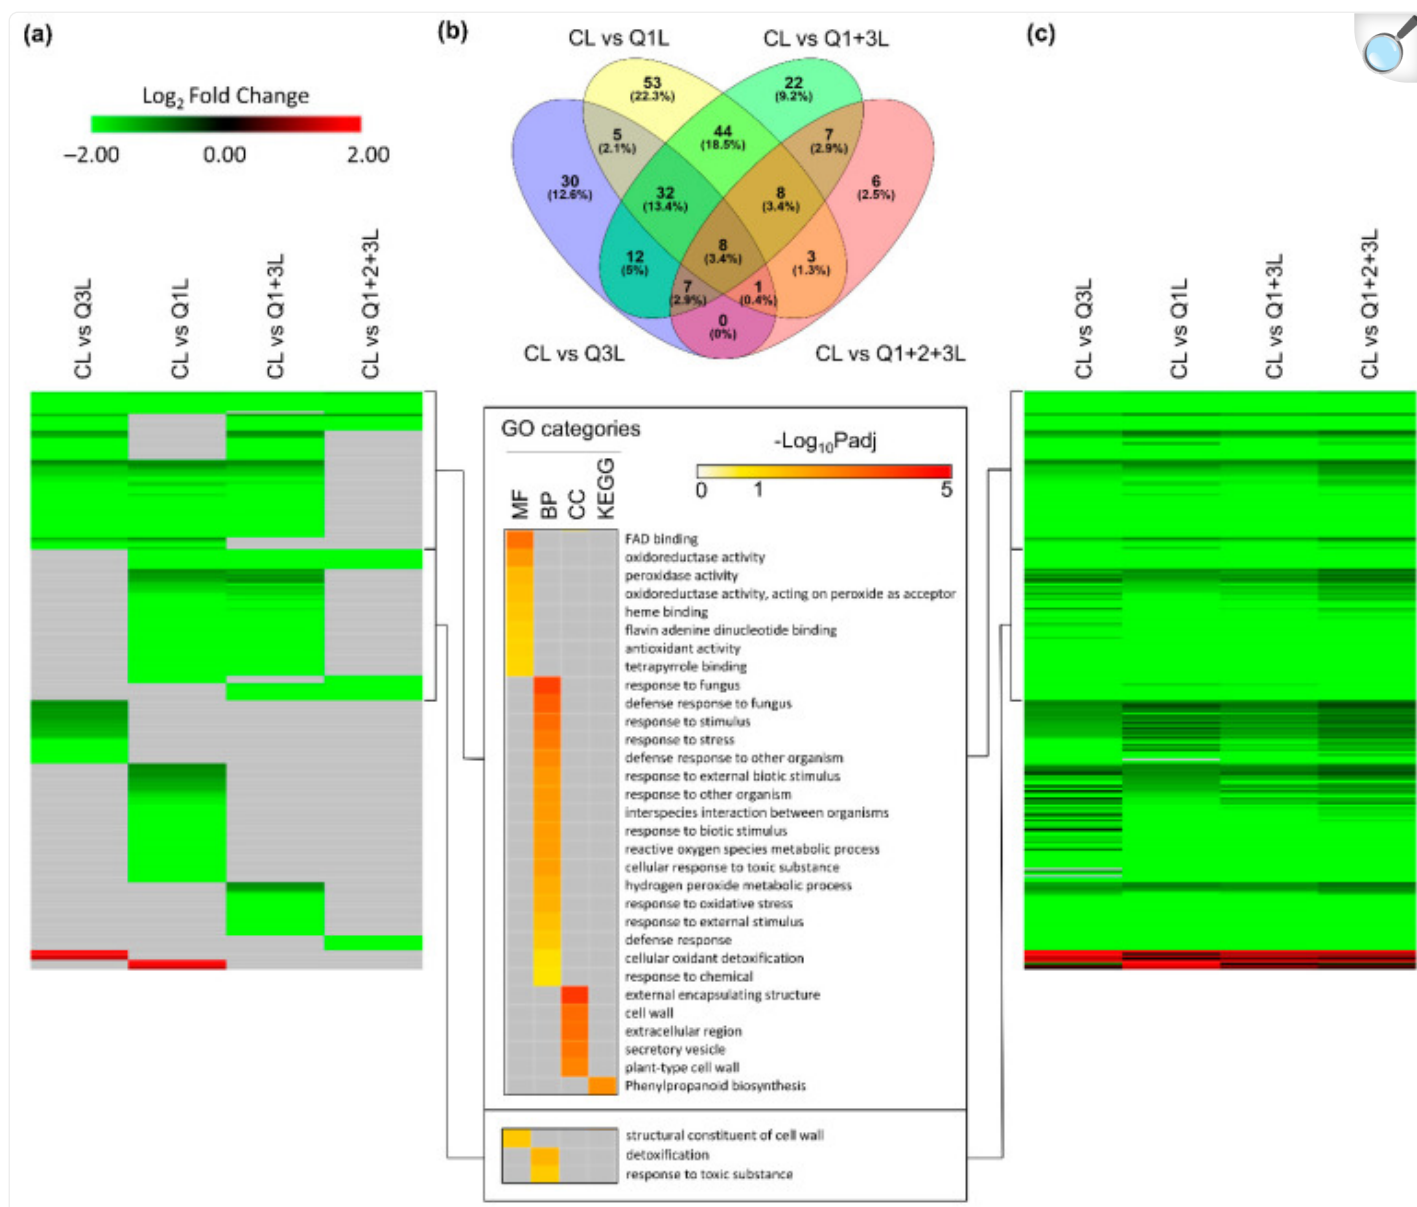 (a)
Log2 Fold Change
−2.00 0.00 2.00
CL vs Q3L
CL vs Q1L
CL vs Q1+3L
CL vs Q1+2+3L
(b)
CL vs Q1L
CL vs Q1+3L
53
(22.3%)
22
(9.2%)
5
(2.1%)
44
(18.5%)
7
(2.9%)
30
(12.6%)
32
(13.4%)
8
(3.4%)
6
(2.5%)
12
(5%)
8
(3.4%)
3
(1.3%)
7
(2.9%)
1
(0.4%)
0
(0%)
CL vs Q3L
CL vs Q1+2+3L
GO categories
-Log10Padj
0 1 5
MF
BP
CC
KEGG
FAD binding
oxidoreductase activity
peroxidase activity
oxidoreductase activity, acting on peroxide as acceptor
heme binding
flavin adenine dinucleotide binding
antioxidant activity
tetrapyrrole binding
response to fungus
defense response to fungus
response to stimulus
response to stress
defense response to other organism
response to external biotic stimulus
response to other organism
interspecies interaction between organisms
response to biotic stimulus
reactive oxygen species metabolic process
cellular response to toxic substance
hydrogen peroxide metabolic process
response to oxidative stress
response to external stimulus
defense response
cellular oxidant detoxification
response to chemical
external encapsulating structure
cell wall
extracellular region
secretory vesicle
plant-type cell wall
Phenylpropanoid biosynthesis
structural constituent of cell wall
detoxification
response to toxic substance
(c)
CL vs Q3L
CL vs Q1L
CL vs Q1+3L
CL vs Q1+2+3L